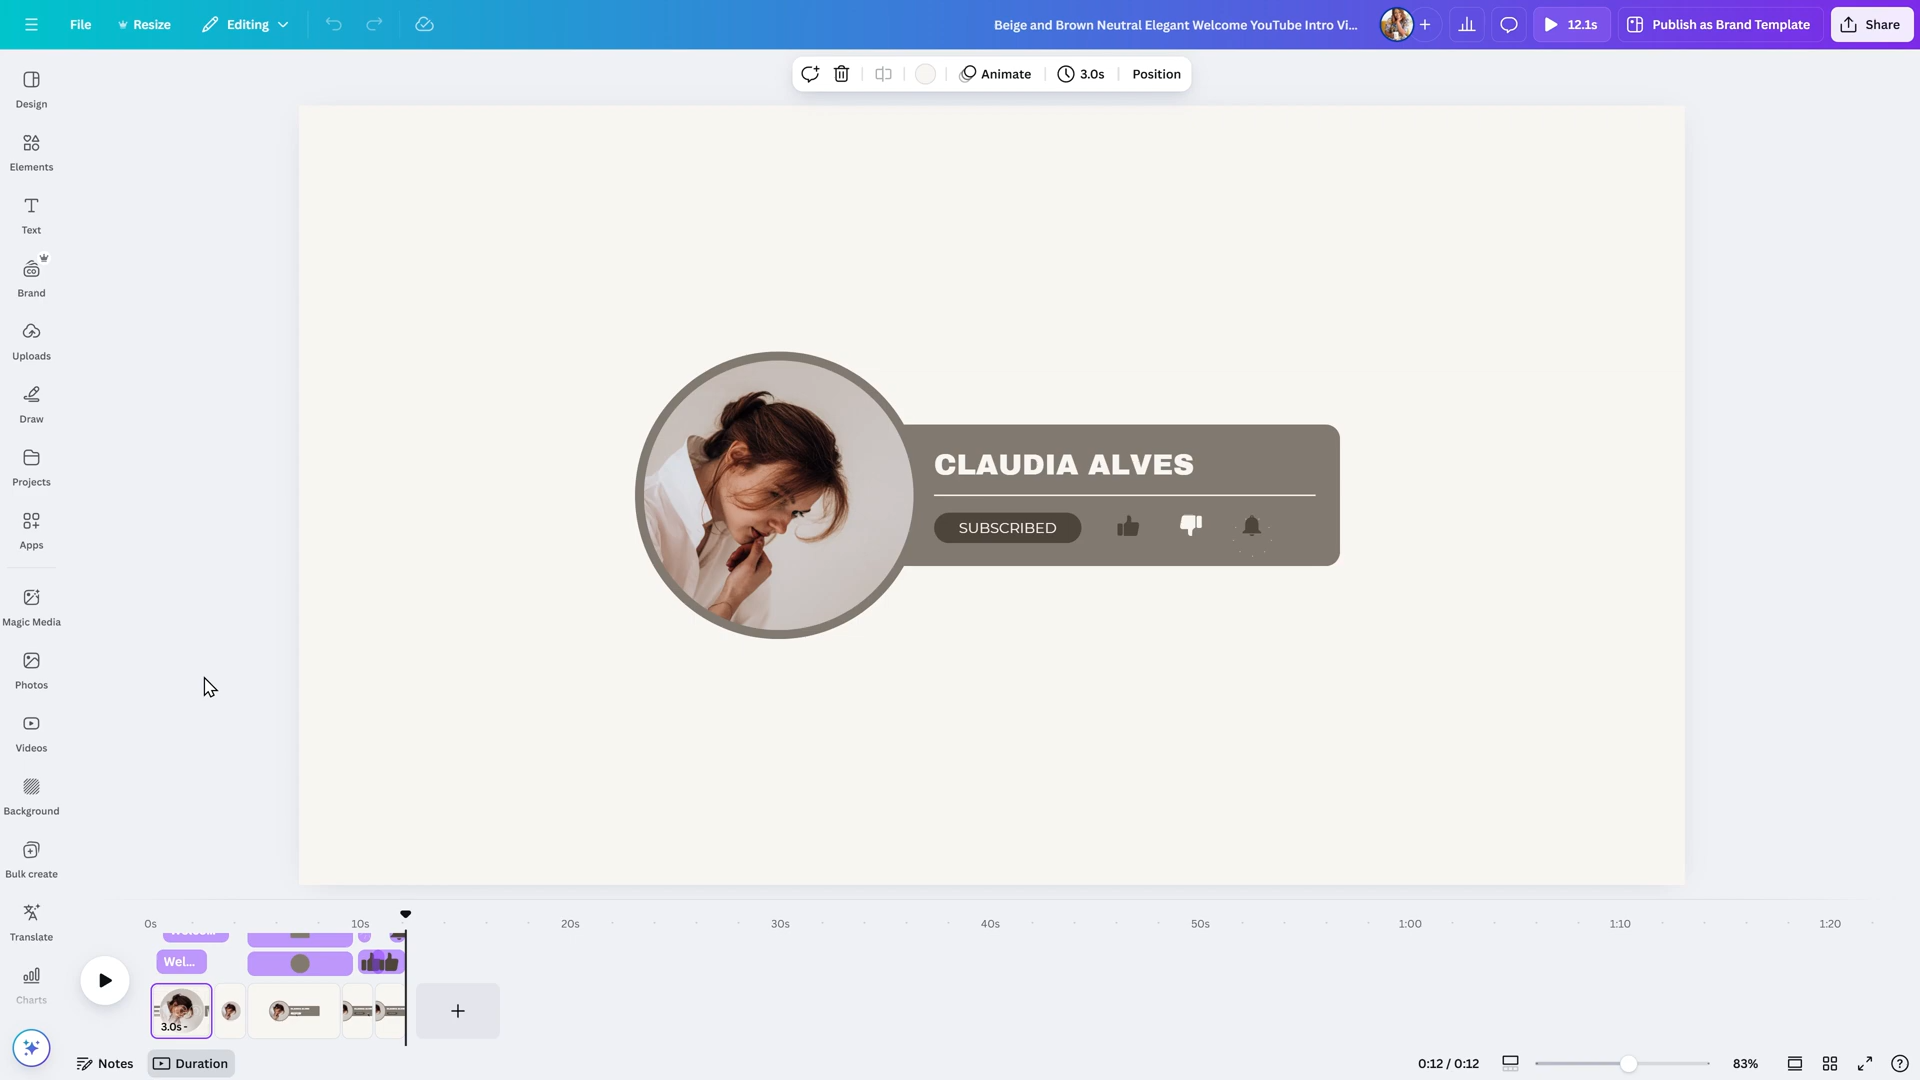 File
Resize
Editing
Beige and Brown Neutral Elegant Welcome YouTube Intro Vi...
12.1s
Publish as Brand Template
Share
Animate
3.0s
Position
Design
Elements
Text
Brand
Uploads
Draw
Projects
Apps
Magic Media
Photos
Videos
Background
Bulk create
Translate
Charts
CLAUDIA ALVES
SUBSCRIBED
0s
10s
20s
30s
40s
50s
1:00
1:10
1:20
Wel...
3.0s
Notes
Duration
0:12 / 0:12
83%